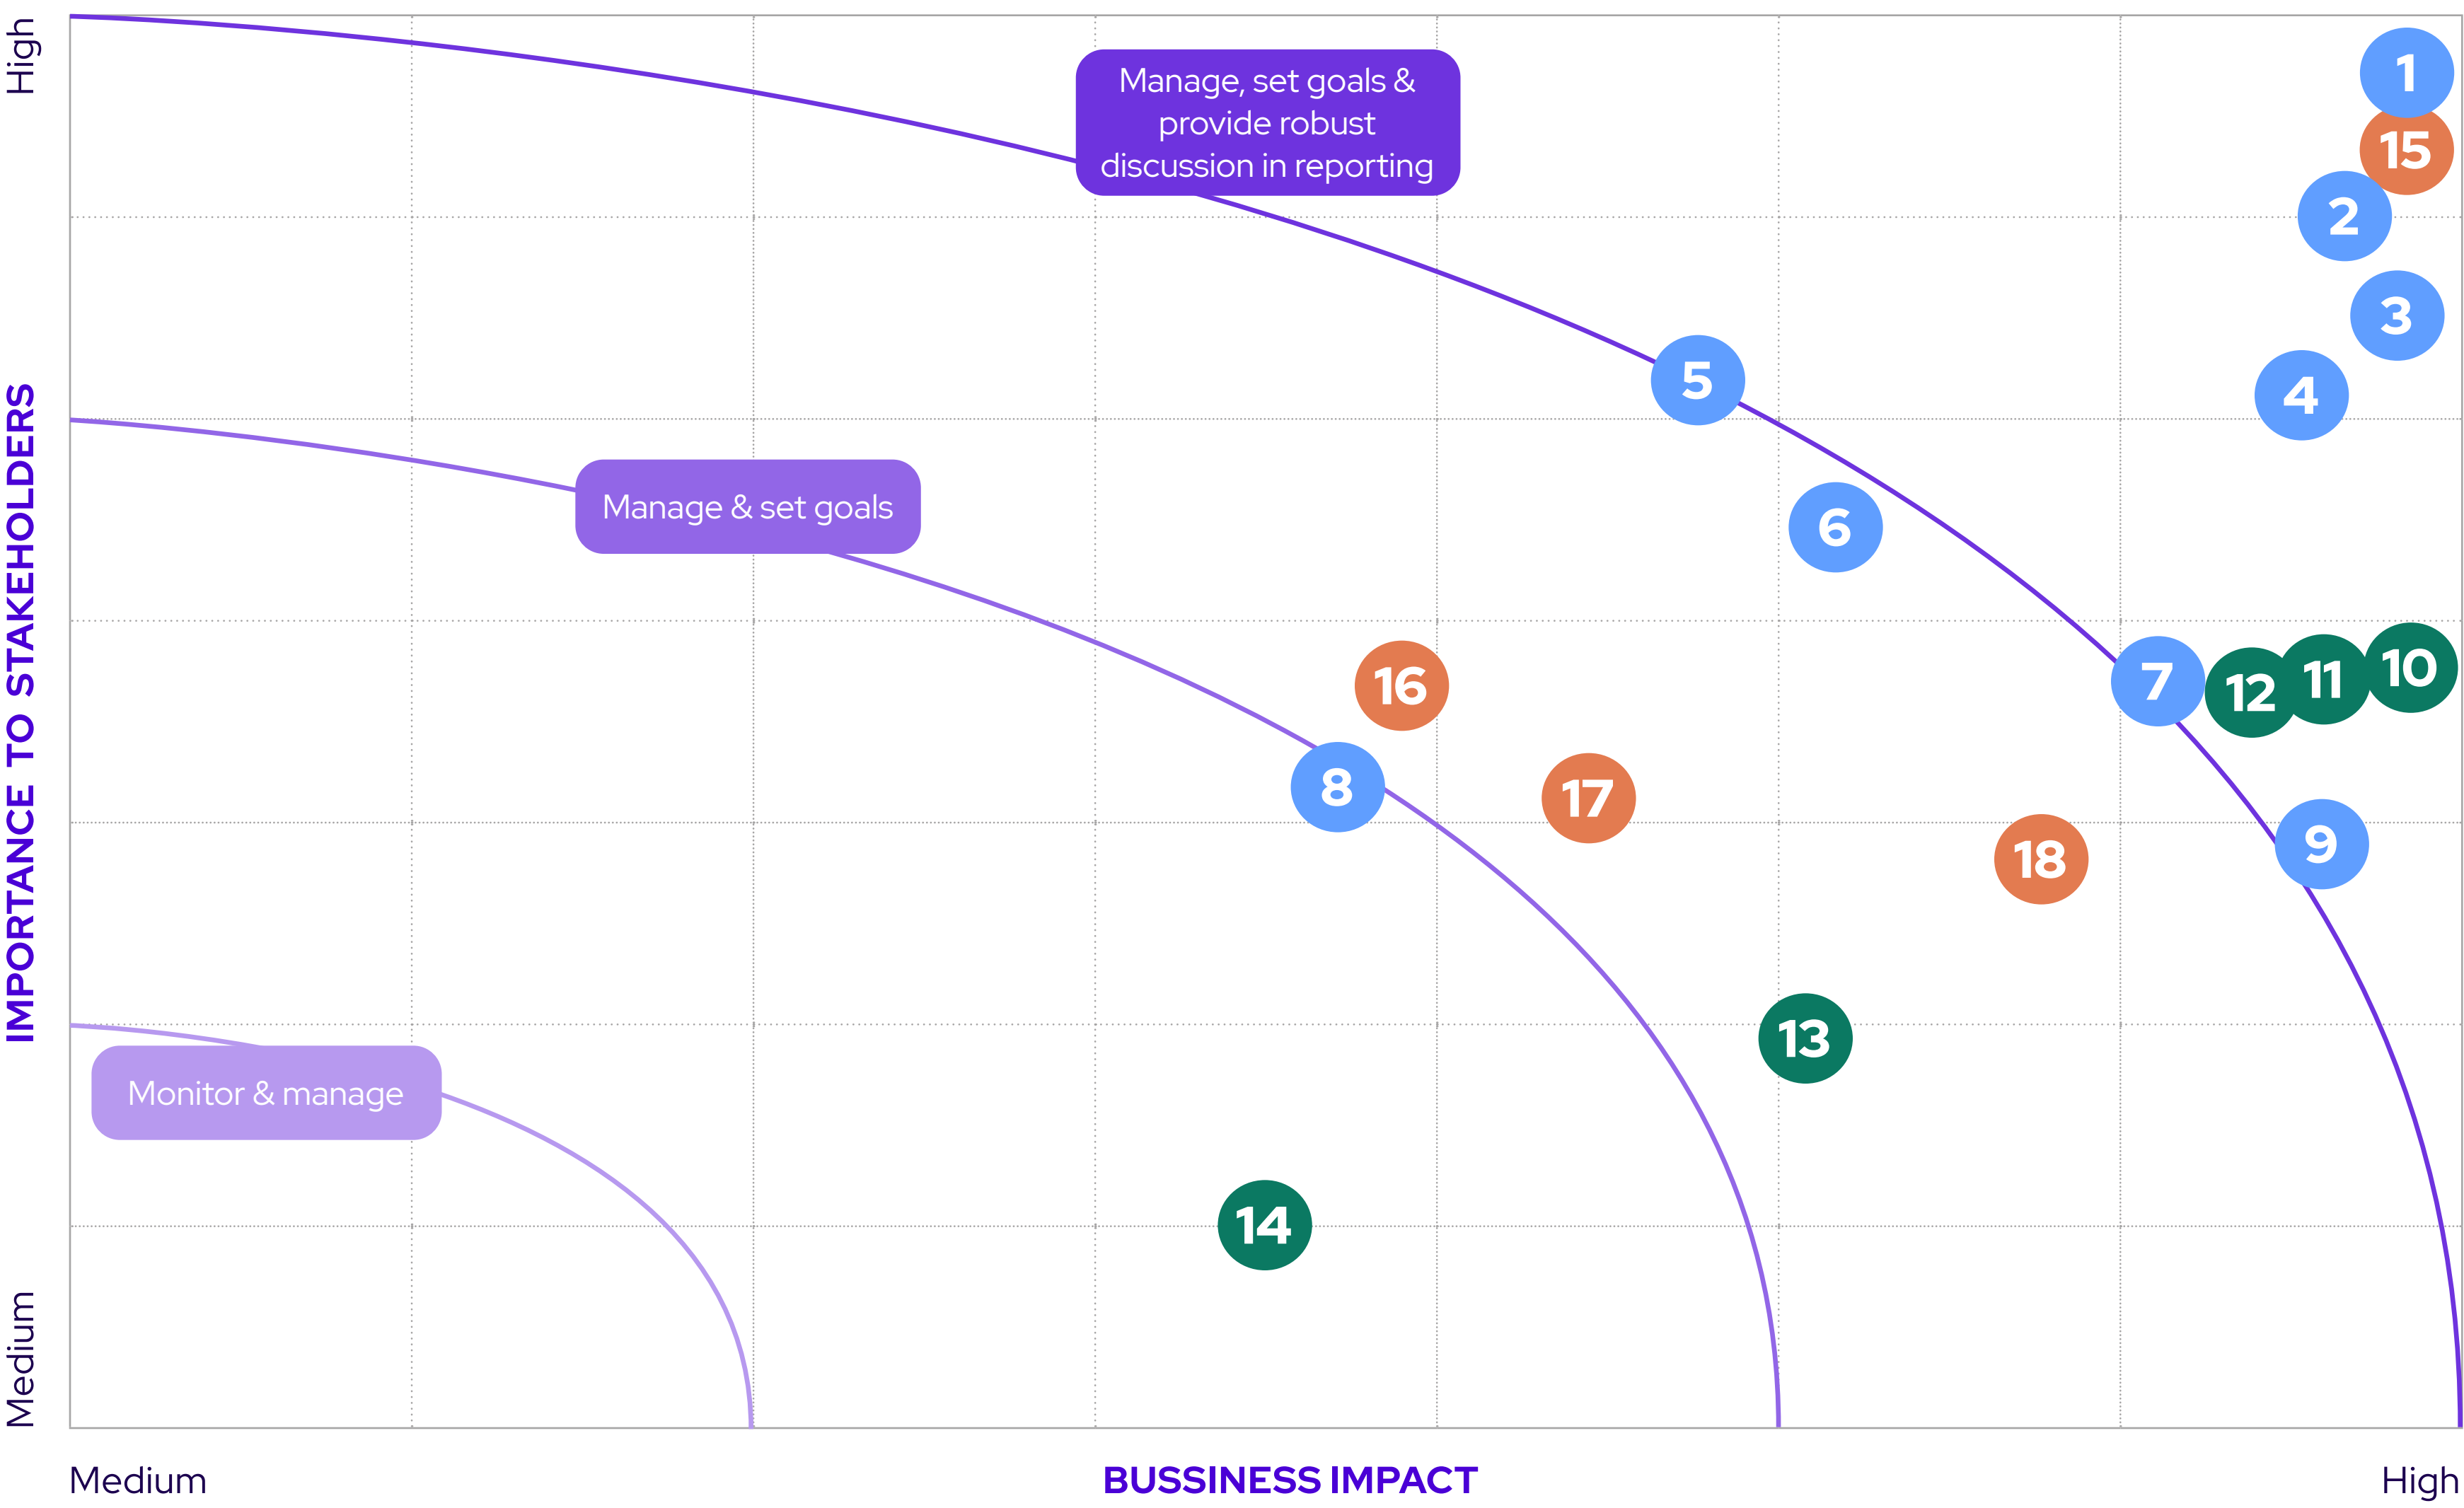 High
Manage, set goals &
provide robust
discussion in reporting
1
15
2
3
5
4
Manage & set goals
6
IMPORTANCE TO STAKEHOLDERS
16
7
12
11
10
8
17
18
9
13
Monitor & manage
14
Medium
Medium
BUSSINESS IMPACT
High